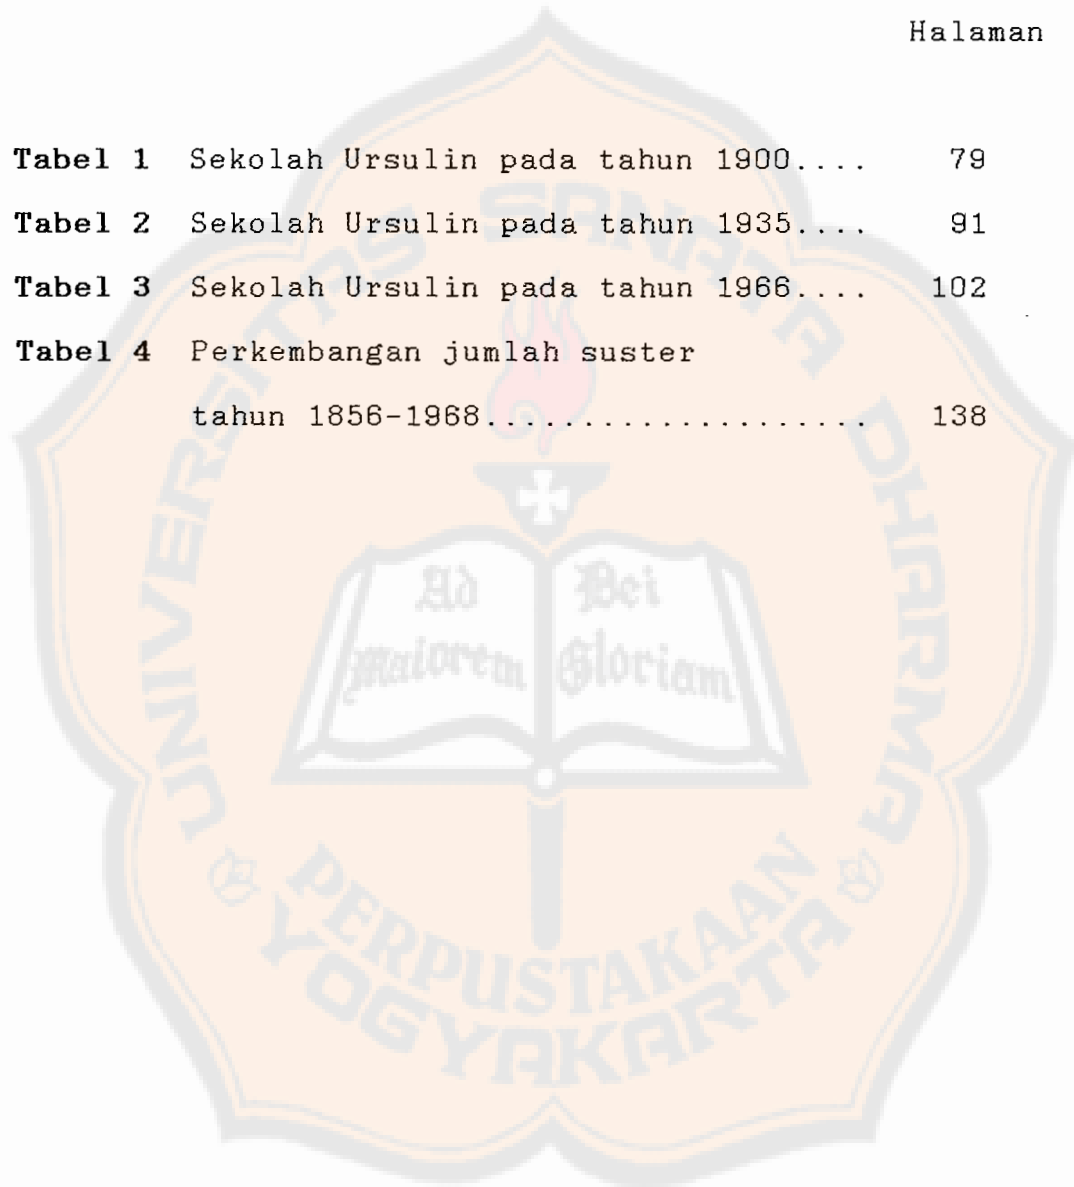 Halaman
Tabel 1 Sekolah Ursulin pada tahun 1900.... 79
Tabel 2 Sekolah Ursulin pada tahun 1935.... 91
Tabel 3 Sekolah Ursulin pada tahun 1966.... 102
Tabel 4 Perkembangan jumlah suster
tahun 1856-1968.................... 138
UNIVERSITAS SANATA DHARMA
Ad Dei
maiorem Gloriam
PERPUSTAKAAN
YOGYAKARTA